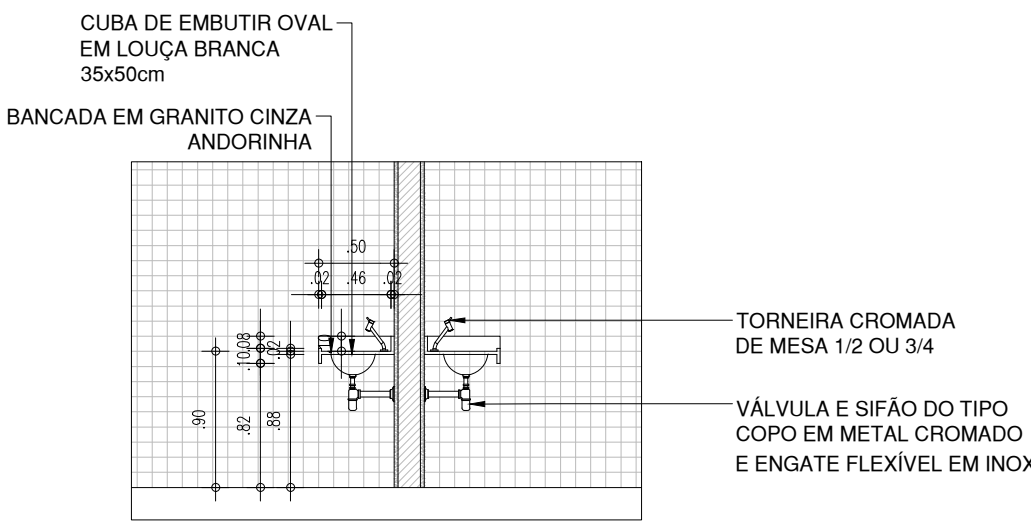 CUBA DE EMBUTIR OVAL
EM LOUÇA BRANCA
35x50cm
BANCADA EM GRANITO CINZA
ANDORINHA
.50
.02 .46 .02
TORNEIRA CROMADA
DE MESA 1/2 OU 3/4
.08
.10
.02
.90
.82
.88
VÁLVULA E SIFÃO DO TIPO
COPO EM METAL CROMADO
E ENGATE FLEXÍVEL EM INOX